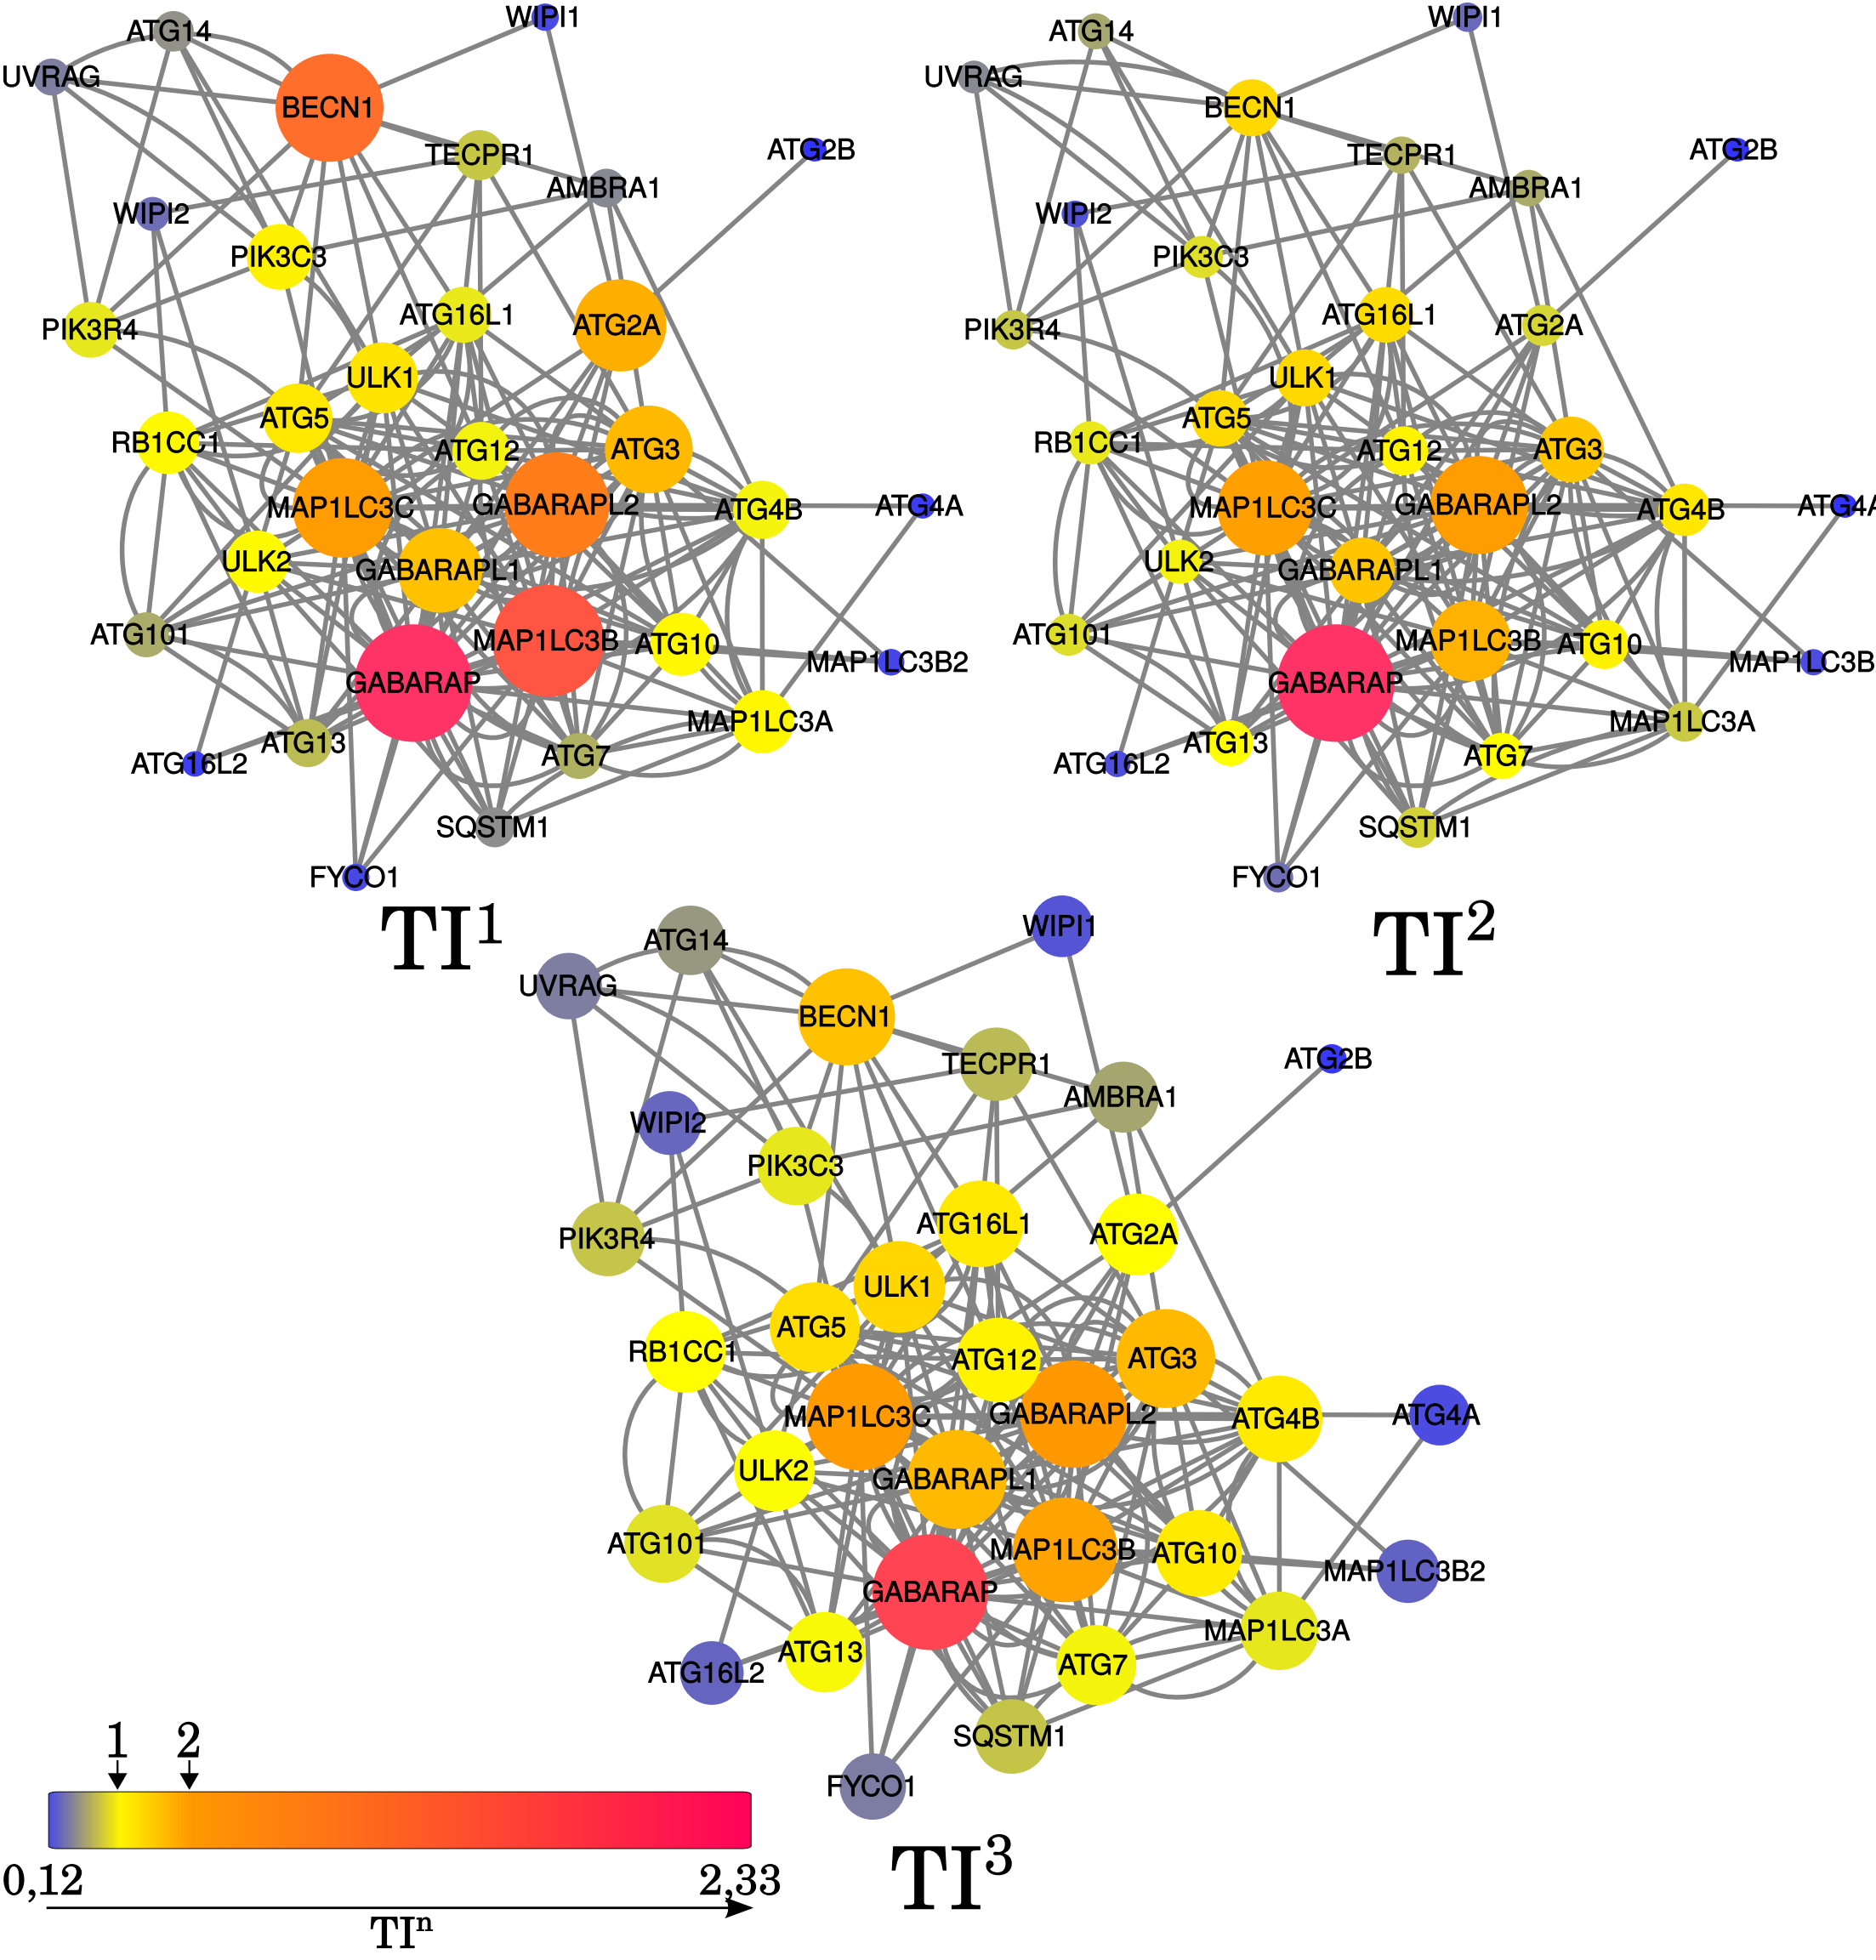 ATG14
WIPI1
UVRAG
BECN1
TECPR1
ATG2B
AMBRA1
WIPI2
PIK3C3
ATG16L1
PIK3R4
ATG2A
ULK1
ATG5
RB1CC1
ATG12
ATG3
MAP1LC3C
GABARAPL2
ATG4B
ATG4A
ULK2
GABARAPL1
ATG101
MAP1LC3B
ATG10
MAP1LC3B2
GABARAP
MAP1LC3A
ATG13
ATG7
ATG16L2
SQSTM1
FYCO1
TI1
ATG14
WIPI1
UVRAG
BECN1
TECPR1
ATG2B
AMBRA1
WIPI2
PIK3C3
ATG16L1
PIK3R4
ATG2A
ULK1
ATG5
RB1CC1
ATG12
ATG3
MAP1LC3C
GABARAPL2
ATG4B
ATG4A
ULK2
GABARAPL1
ATG101
MAP1LC3B
ATG10
MAP1LC3B
GABARAP
MAP1LC3A
ATG13
ATG7
ATG16L2
SQSTM1
FYCO1
TI2
ATG14
WIPI1
UVRAG
BECN1
TECPR1
ATG2B
AMBRA1
WIPI2
PIK3C3
ATG16L1
PIK3R4
ATG2A
ULK1
ATG5
RB1CC1
ATG12
ATG3
MAP1LC3C
GABARAPL2
ATG4B
ATG4A
ULK2
GABARAPL1
ATG101
MAP1LC3B
ATG10
MAP1LC3B2
GABARAP
MAP1LC3A
ATG13
ATG7
ATG16L2
SQSTM1
FYCO1
TI3
1 2
0,12 2,33
TIn